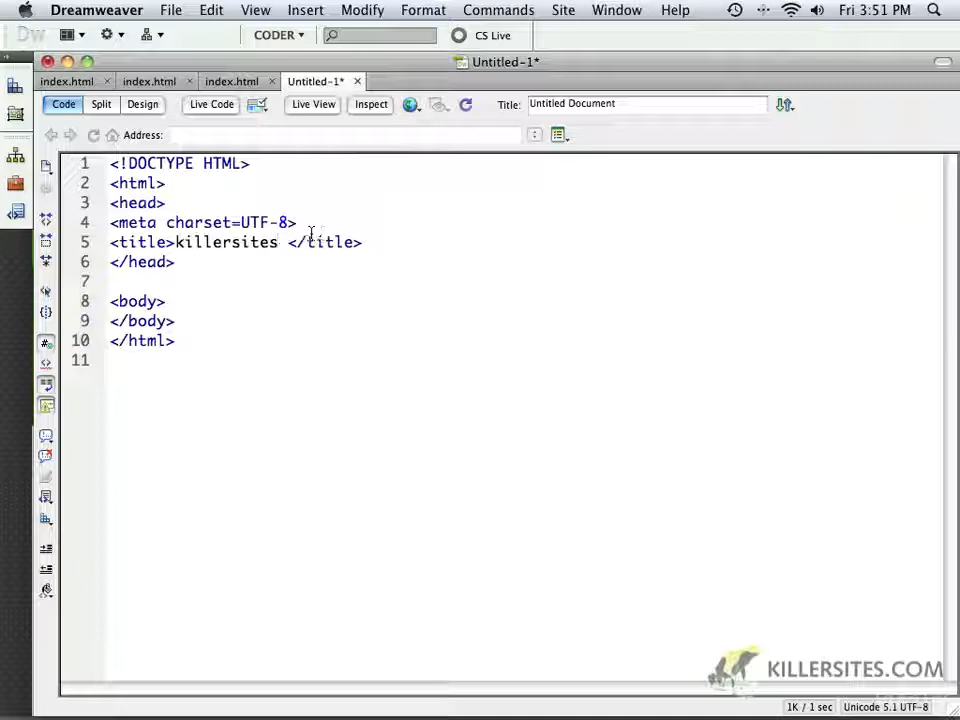 Dreamweaver File Edit View Insert Modify Format Commands Site Window Help Fri 3:51 PM
Dw CODER CS Live
Untitled-1*
index.html index.html index.html Untitled-1*
Code Split Design Live Code Live View Inspect Title: Untitled Document
Address:
1 <!DOCTYPE HTML>
2 <html>
3 <head>
4 <meta charset=UTF-8>
5 <title>killersites </title>
6 </head>
7
8 <body>
9 </body>
10 </html>
11
KILLERSITES.COM
1K / 1 sec Unicode 5.1 UTF-8